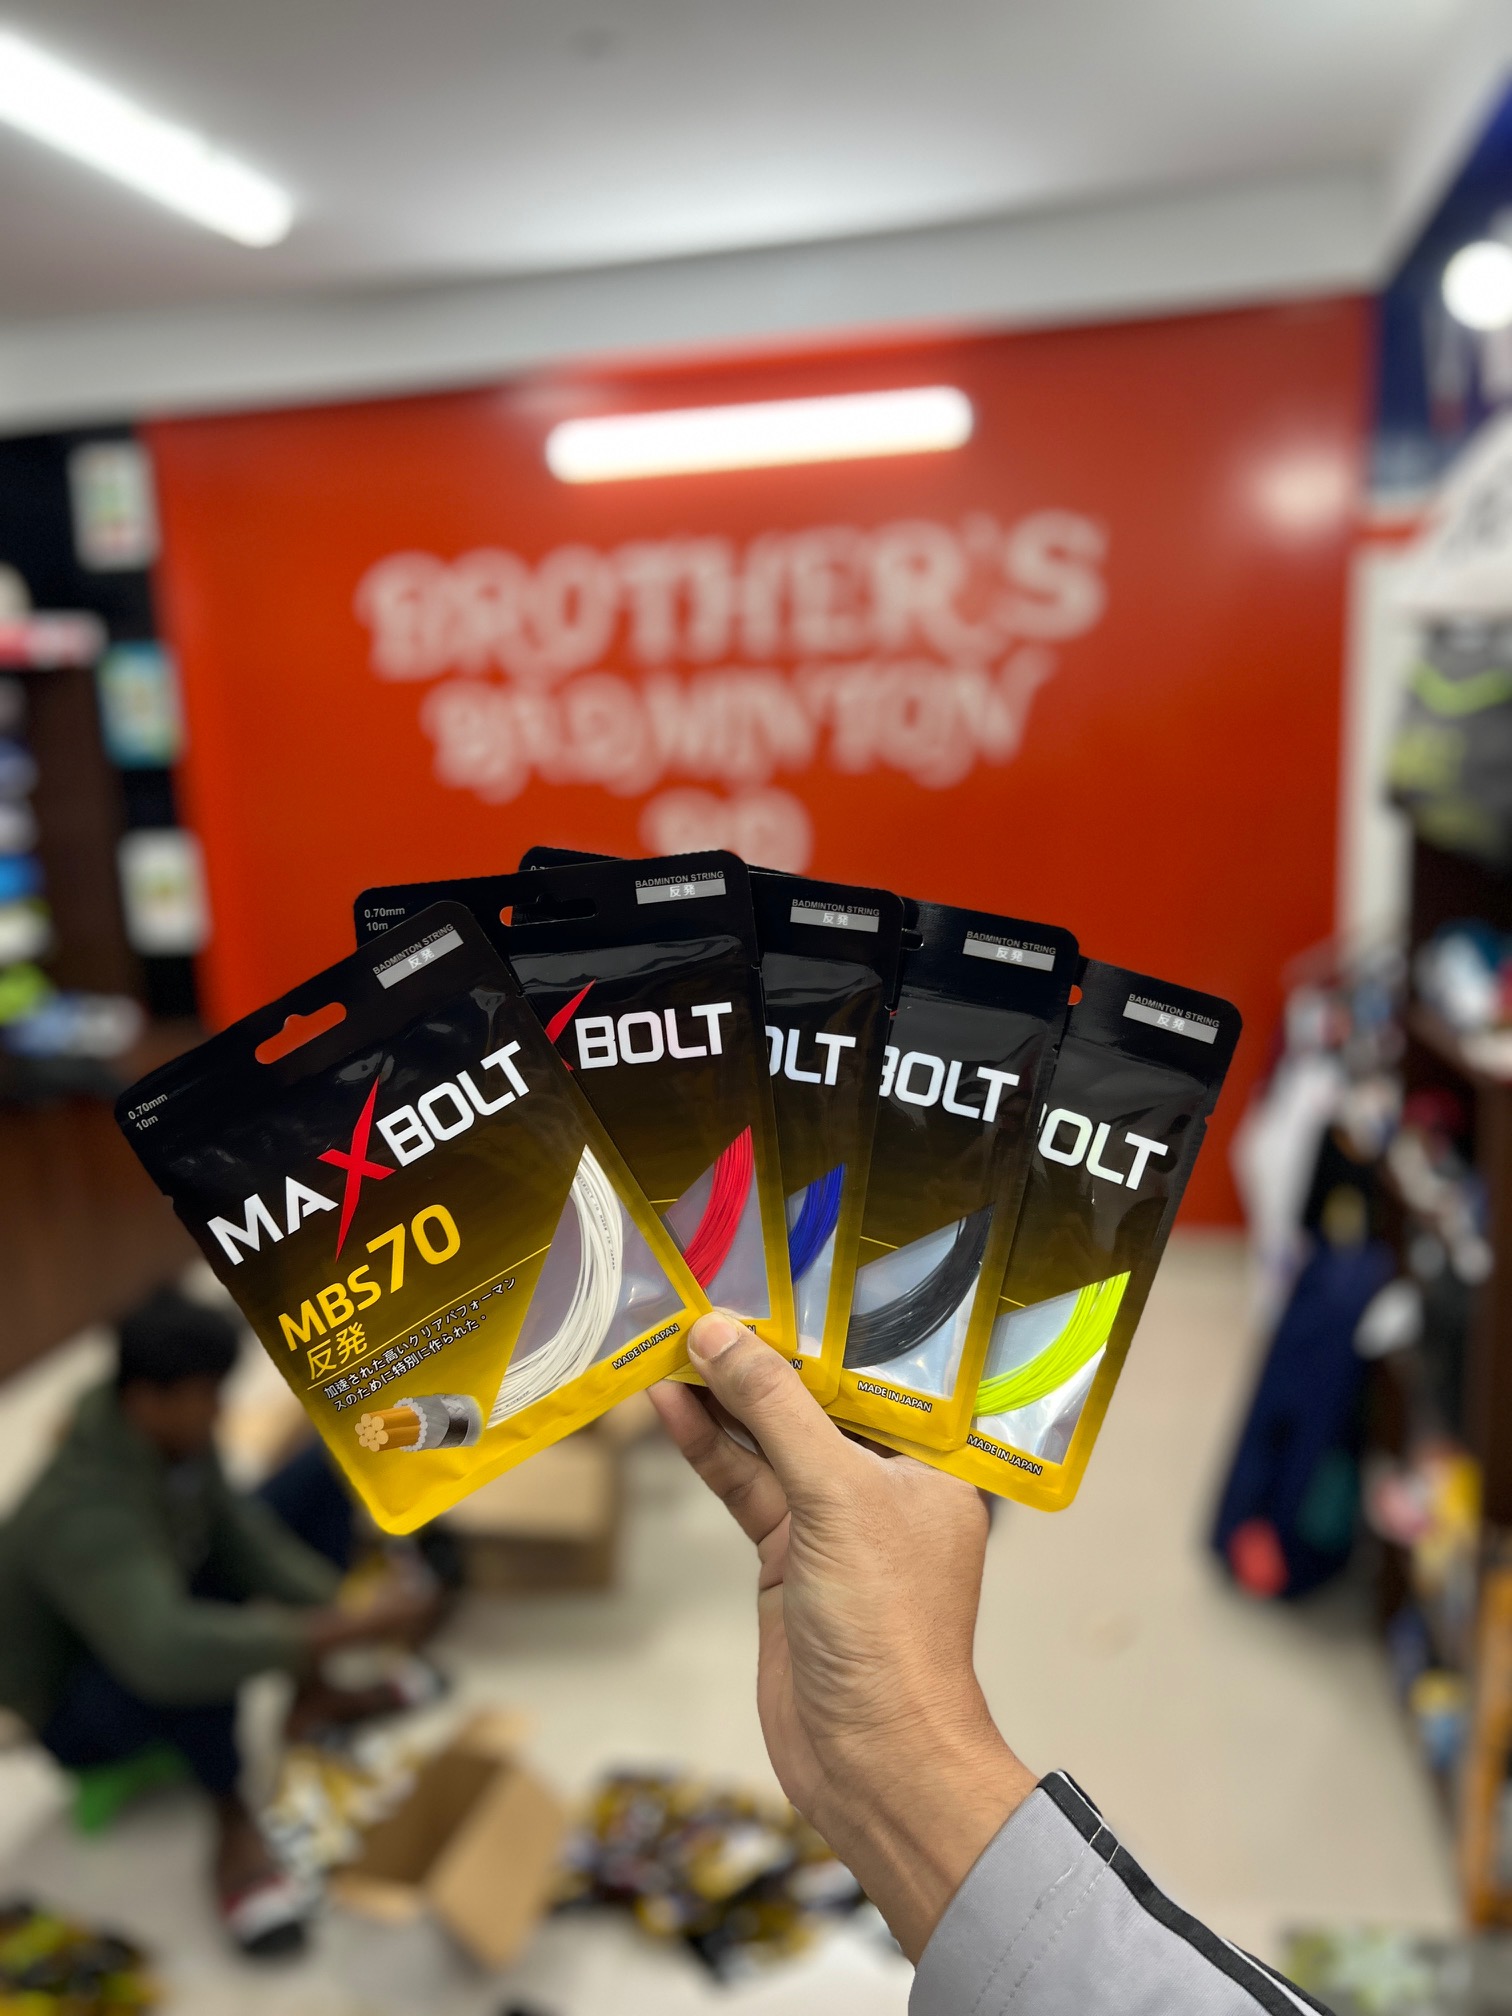 BROTHER'S
BADMINTON
0.70mm
10m
BADMINTON STRING
反発
MAXBOLT
MBS70
反発
加速された高いクリアパフォーマン
スのために特別に作られた。
MADE IN JAPAN
0.70mm
10m
BADMINTON STRING
反発
XBOLT
BADMINTON STRING
反発
OLT
BADMINTON STRING
反発
BOLT
MADE IN JAPAN
BADMINTON STRING
反発
OLT
MADE IN JAPAN